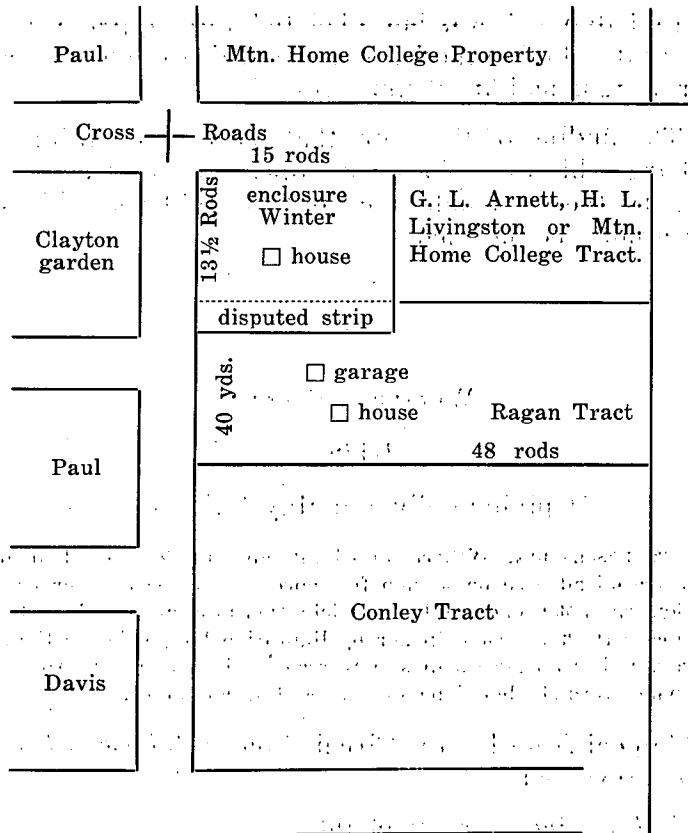 Paul
Mtn. Home College Property
Cross
Roads
15 rods
13½ Rods
enclosure
Winter
house
G. L. Arnett, H. L.
Livingston or Mtn.
Home College Tract.
Clayton
garden
disputed strip
40 yds.
garage
house
Ragan Tract
48 rods
Paul
Conley Tract
Davis